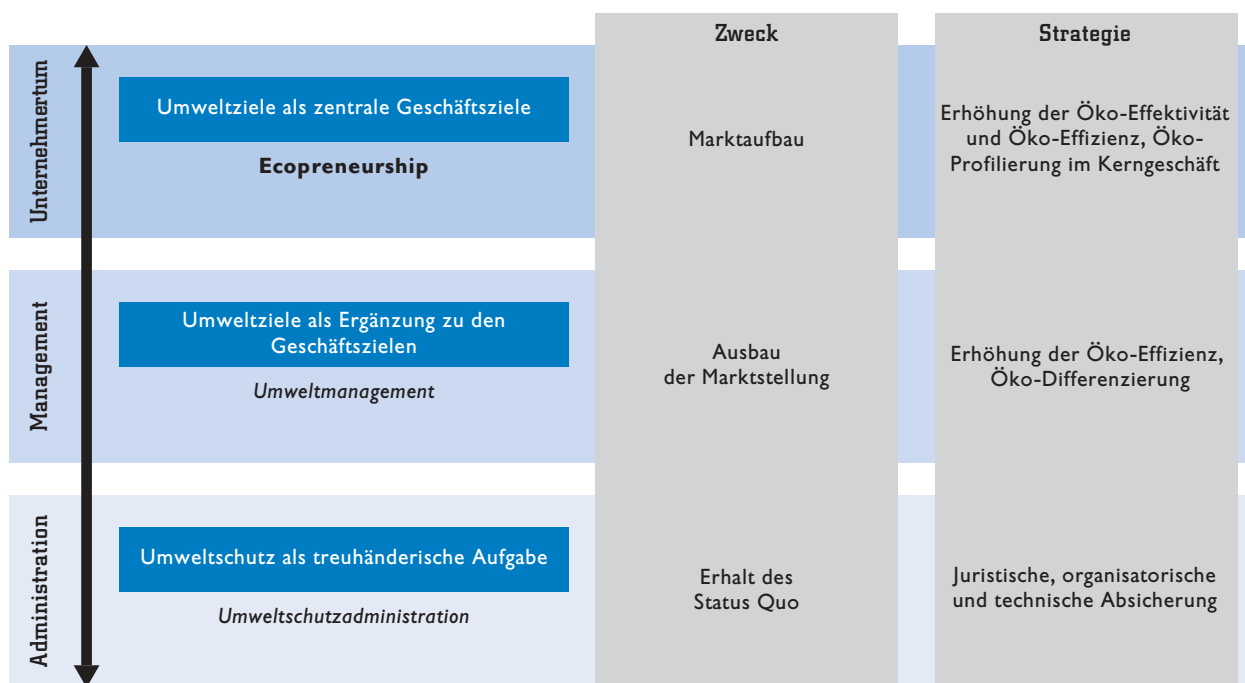 Zweck
Strategie
Unternehmertum
Umweltziele als zentrale Geschäftsziele
Ecopreneurship
Marktaufbau
Erhöhung der Öko-Effektivität
und Öko-Effizienz, Öko-
Profilierung im Kerngeschäft
Management
Umweltziele als Ergänzung zu den
Geschäftszielen
Umweltmanagement
Ausbau
der Marktstellung
Erhöhung der Öko-Effizienz,
Öko-Differenzierung
Administration
Umweltschutz als treuhänderische Aufgabe
Umweltschutzadministration
Erhalt des
Status Quo
Juristische, organisatorische
und technische Absicherung